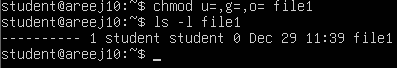 student@areej10:~$ chmod u=,g=,o= file1
student@areej10:~$ ls -l file1
---------- 1 student student 0 Dec 29 11:39 file1
student@areej10:~$ _